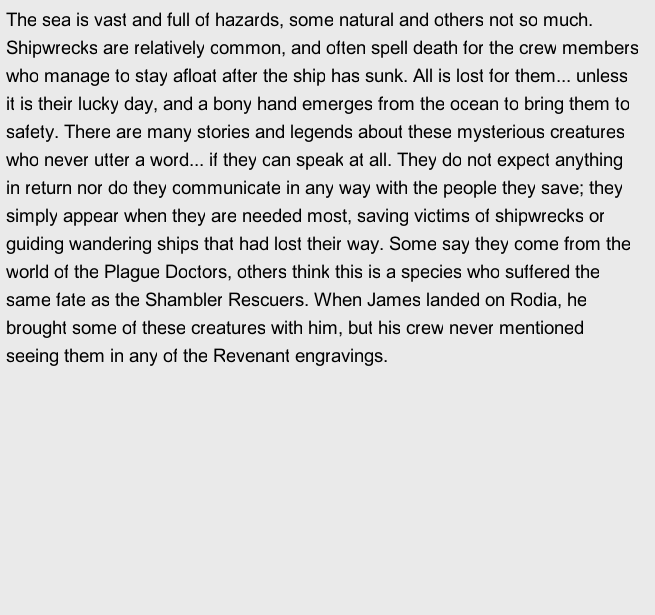 The sea is vast and full of hazards, some natural and others not so much.
Shipwrecks are relatively common, and often spell death for the crew members
who manage to stay afloat after the ship has sunk. All is lost for them... unless
it is their lucky day, and a bony hand emerges from the ocean to bring them to
safety. There are many stories and legends about these mysterious creatures
who never utter a word... if they can speak at all. They do not expect anything
in return nor do they communicate in any way with the people they save; they
simply appear when they are needed most, saving victims of shipwrecks or
guiding wandering ships that had lost their way. Some say they come from the
world of the Plague Doctors, others think this is a species who suffered the
same fate as the Shambler Rescuers. When James landed on Rodia, he
brought some of these creatures with him, but his crew never mentioned
seeing them in any of the Revenant engravings.